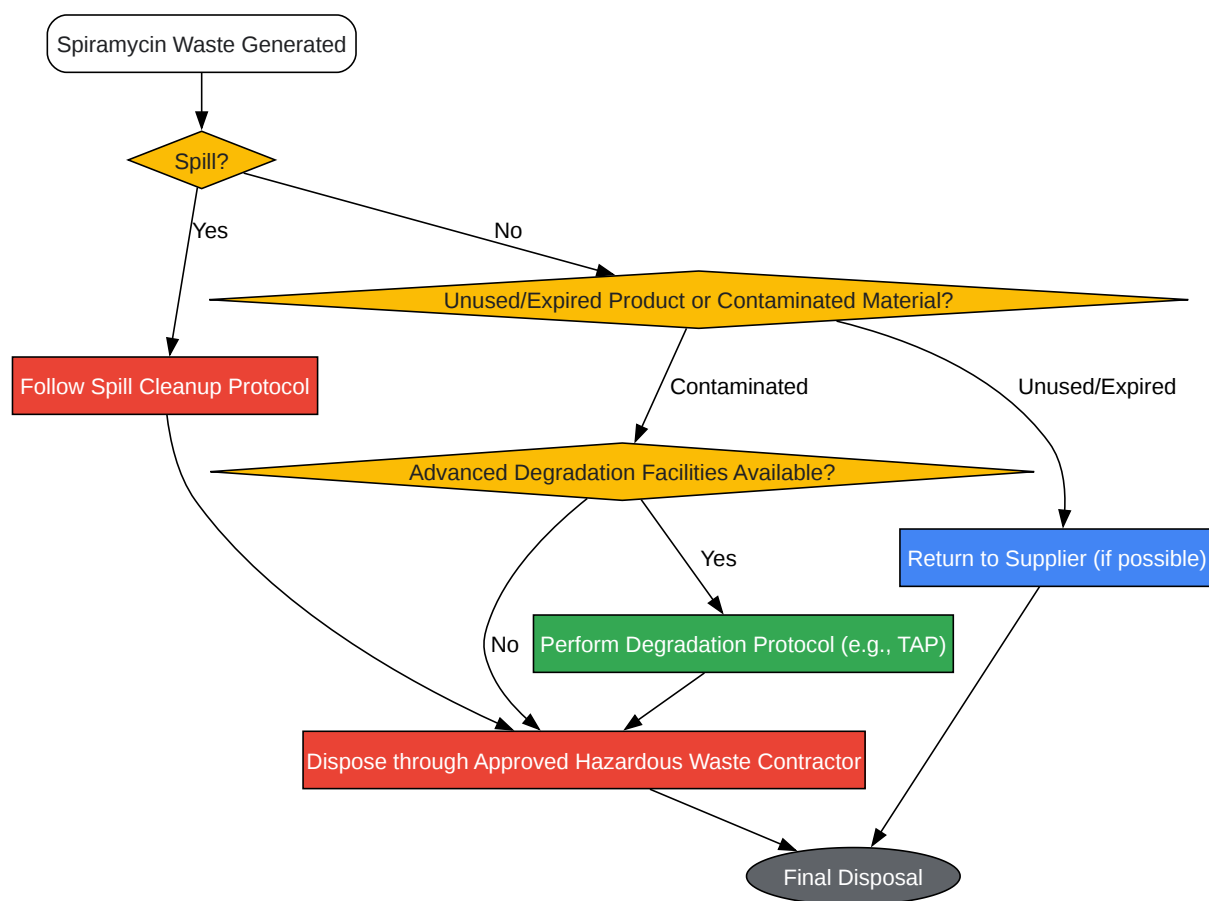 Spiramycin Waste Generated
Spill?
Yes
No
Unused/Expired Product or Contaminated Material?
Follow Spill Cleanup Protocol
Contaminated
Unused/Expired
Advanced Degradation Facilities Available?
Yes
Return to Supplier (if possible)
No
Perform Degradation Protocol (e.g., TAP)
Dispose through Approved Hazardous Waste Contractor
Final Disposal